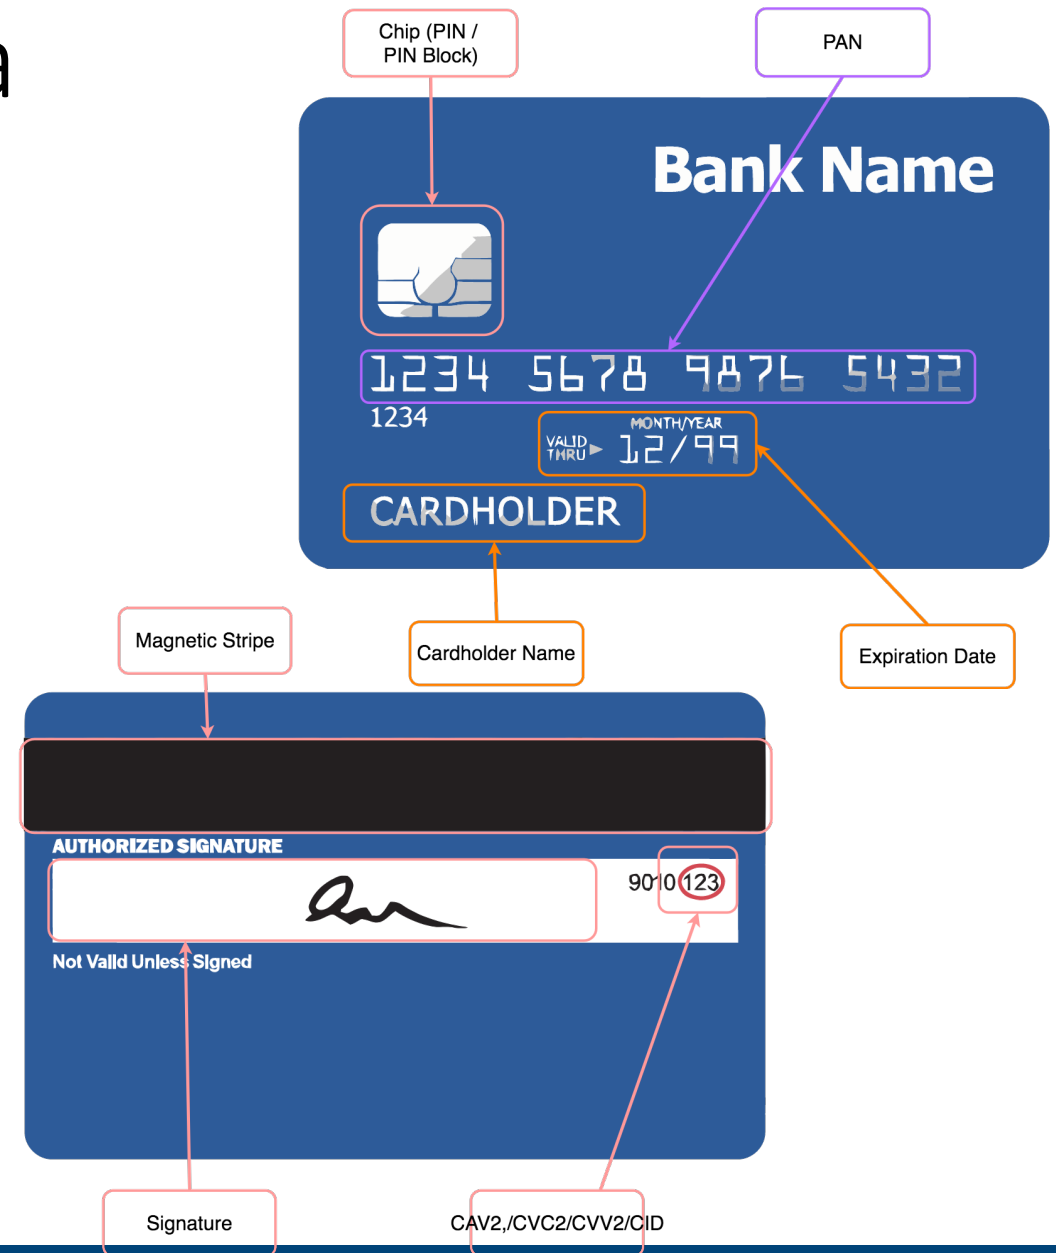 a
Chip (PIN /
PIN Block)
PAN
Bank Name
1234 5678 9876 5432
1234
MONTH/YEAR
VALID
THRU
12/99
CARDHOLDER
Magnetic Stripe
Cardholder Name
Expiration Date
AUTHORIZED SIGNATURE
9010 123
Not Valid Unless Signed
Signature
CAV2,/CVC2/CVV2/CID